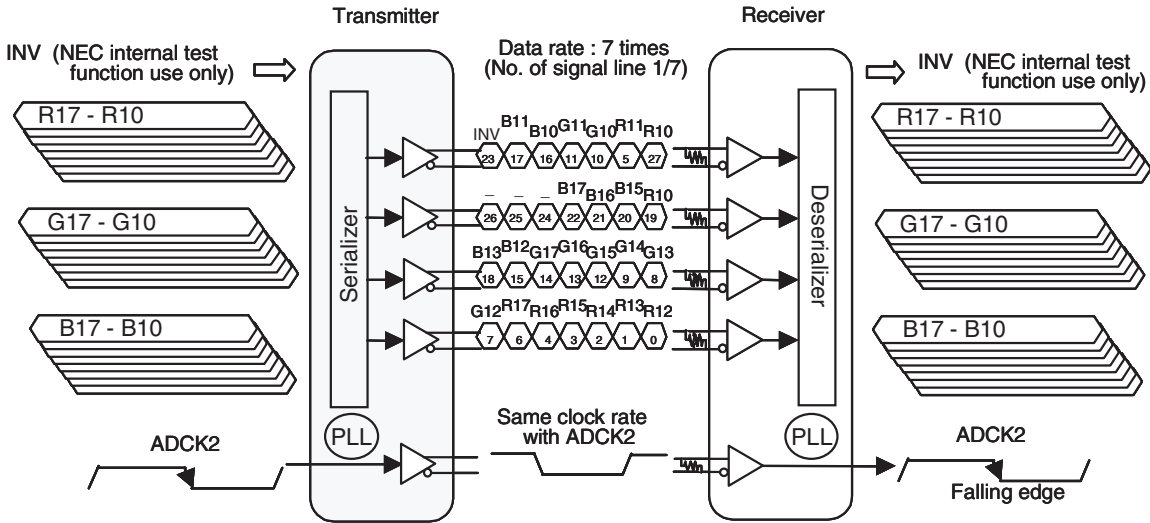 Transmitter
Receiver
INV (NEC internal test
function use only)
Data rate : 7 times
(No. of signal line 1/7)
INV (NEC internal test
function use only)
R17 - R10
G17 - G10
B17 - B10
Serializer
PLL
INV B11 B10 G11 G10 R11 R10
23 17 16 11 10 5 27
– – – B17 B16 B15 R10
26 25 24 22 21 20 19
B13 B12 G17 G16 G15 G14 G13
18 15 14 13 12 9 8
G12 R17 R16 R15 R14 R13 R12
7 6 4 3 2 1 0
Deserializer
PLL
R17 - R10
G17 - G10
B17 - B10
ADCK2
Same clock rate
with ADCK2
ADCK2
Falling edge